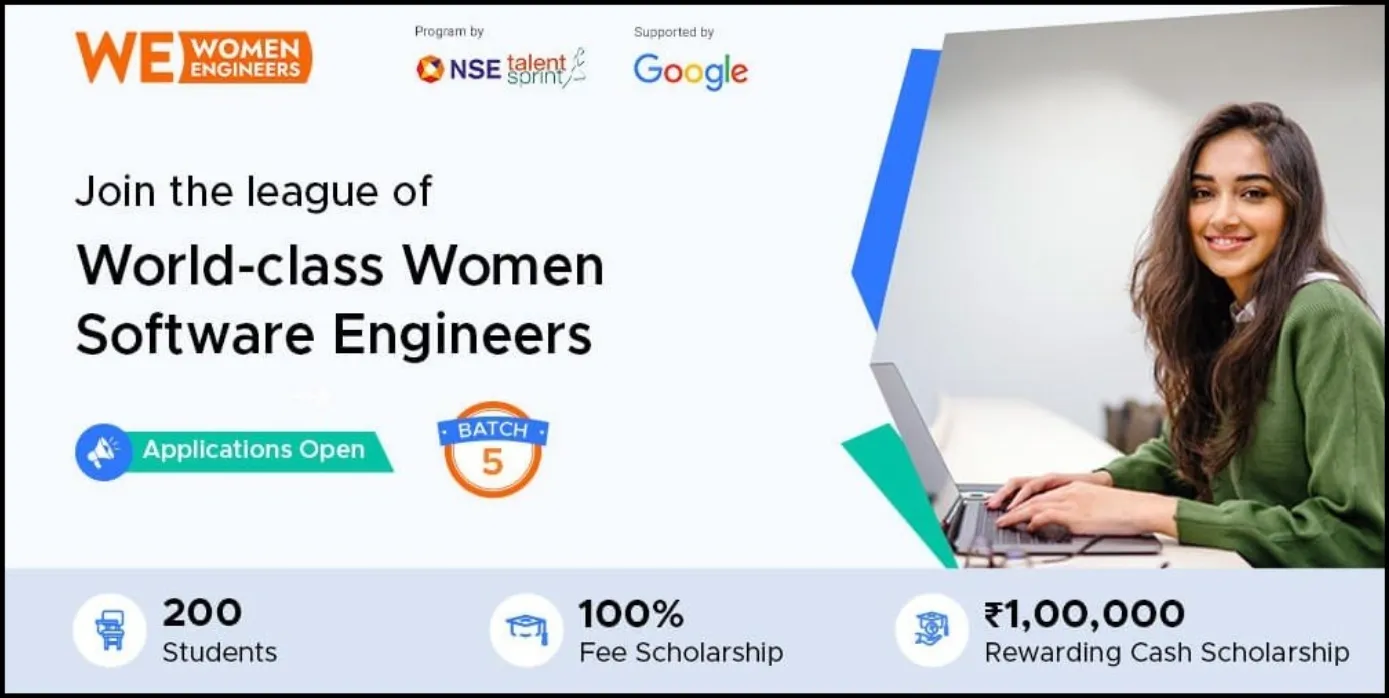 WE WOMEN
ENGINEERS
Program by
NSE talent
sprint
Supported by
Google
Join the league of
World-class Women
Software Engineers
Applications Open
BATCH
5
200
Students
100%
Fee Scholarship
₹1,00,000
Rewarding Cash Scholarship